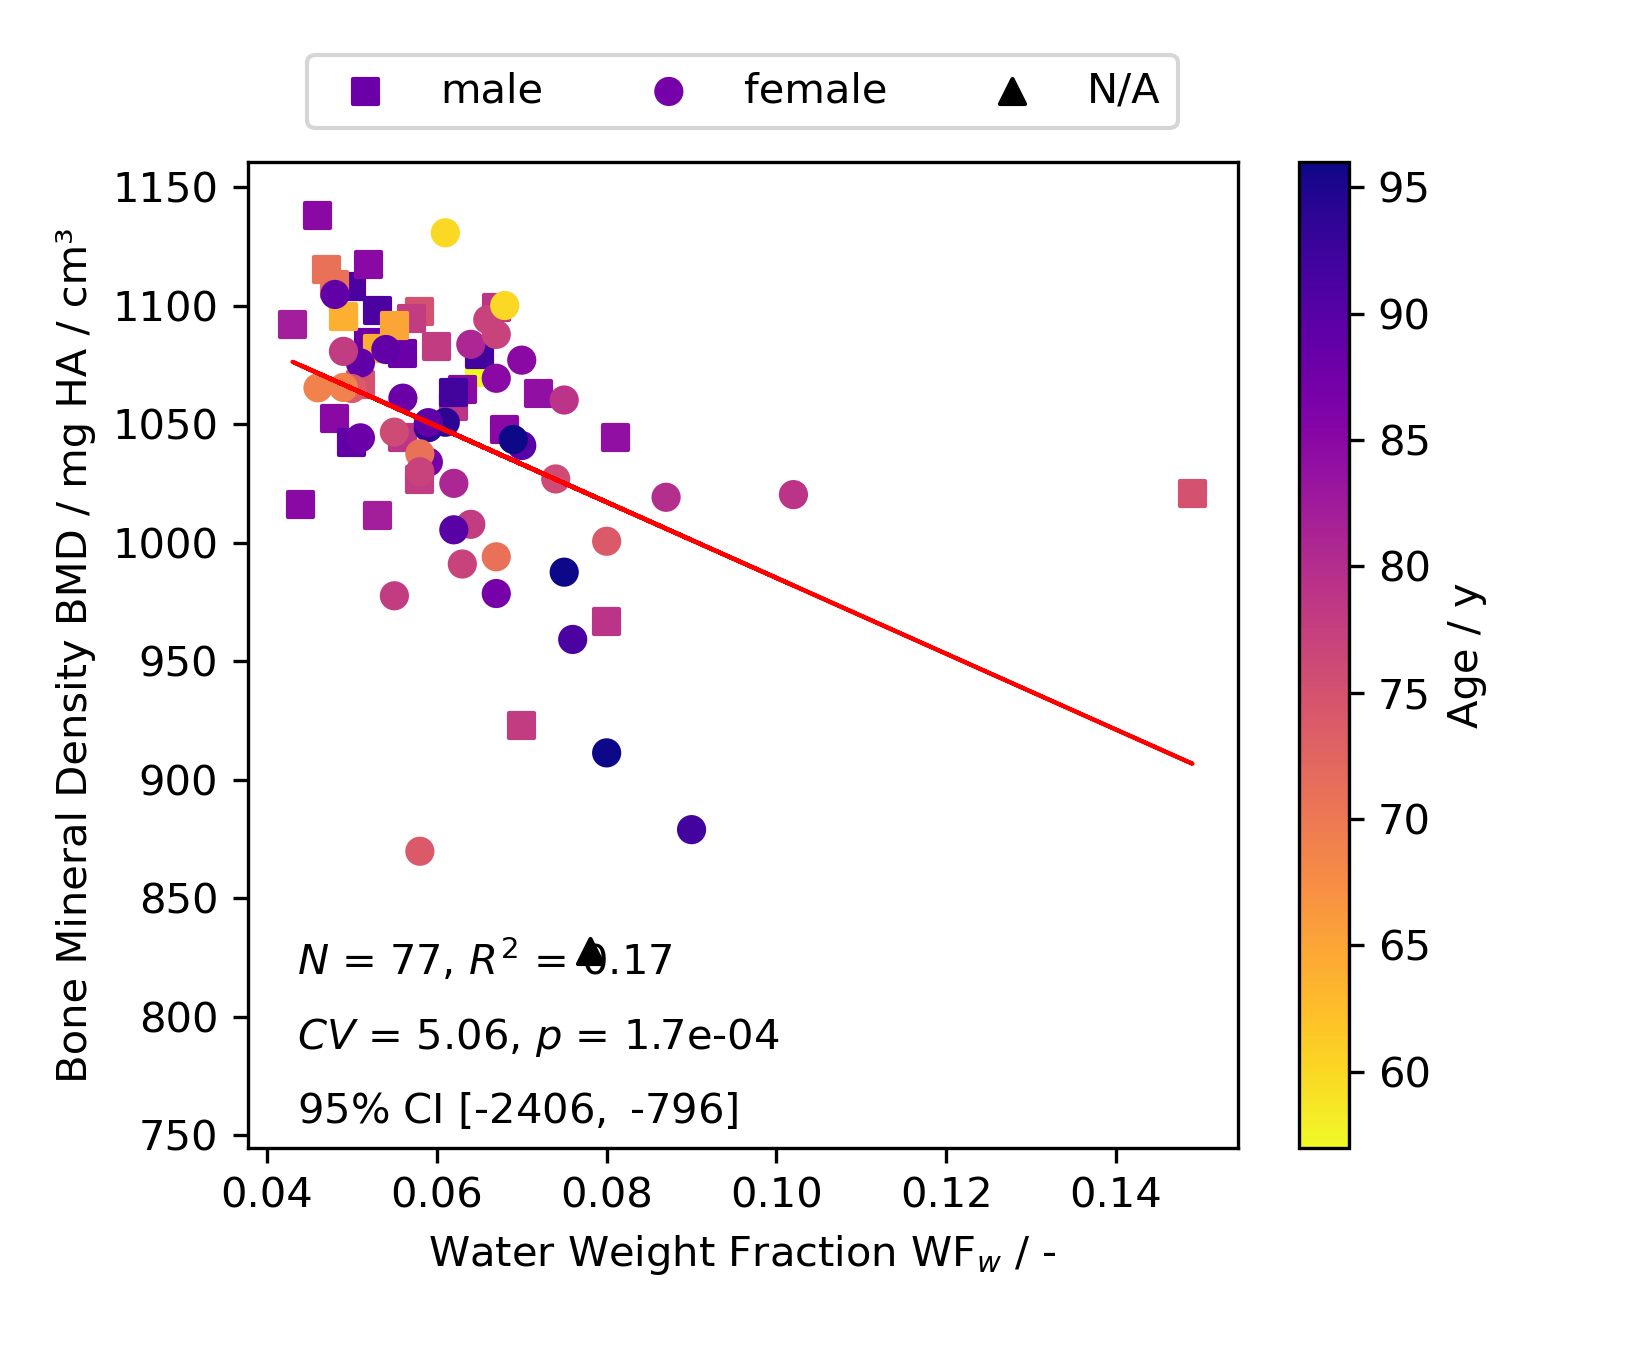 male female N/A
1150
1100
1050
1000
950
900
850
800
750
Bone Mineral Density BMD / mg HA / cm³
N = 77, R² = 0.17
CV = 5.06, p = 1.7e-04
95% CI [-2406, -796]
0.04 0.06 0.08 0.10 0.12 0.14
Water Weight Fraction WF_w / -
95
90
85
80
75
70
65
60
Age / y